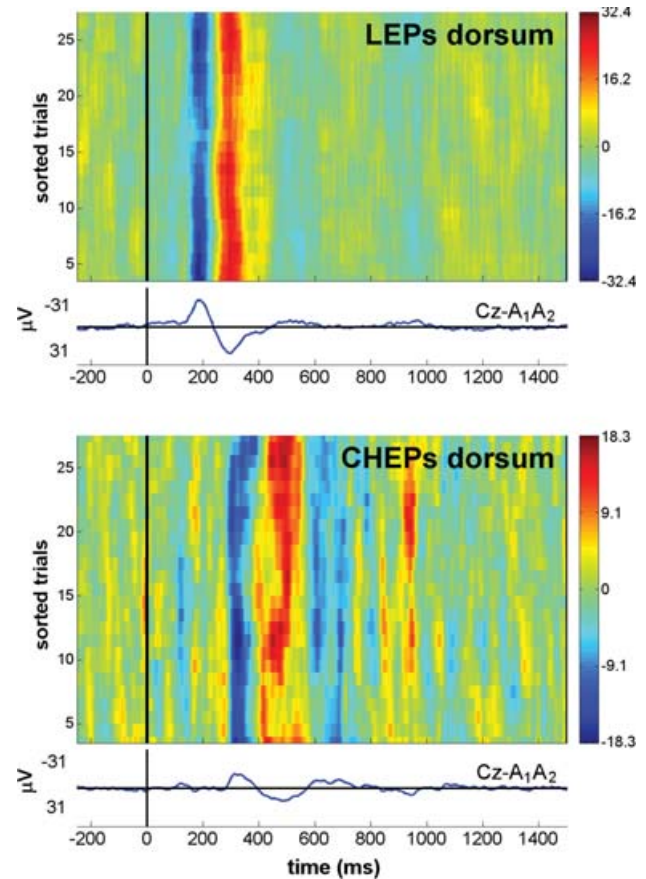 LEPs dorsum
sorted trials
25
20
15
10
5
32.4
16.2
0
-16.2
-32.4
µV
-31
31
Cz-A₁A₂
-200 0 200 400 600 800 1000 1200 1400
CHEPs dorsum
sorted trials
25
20
15
10
5
18.3
9.1
0
-9.1
-18.3
µV
-31
31
Cz-A₁A₂
-200 0 200 400 600 800 1000 1200 1400
time (ms)